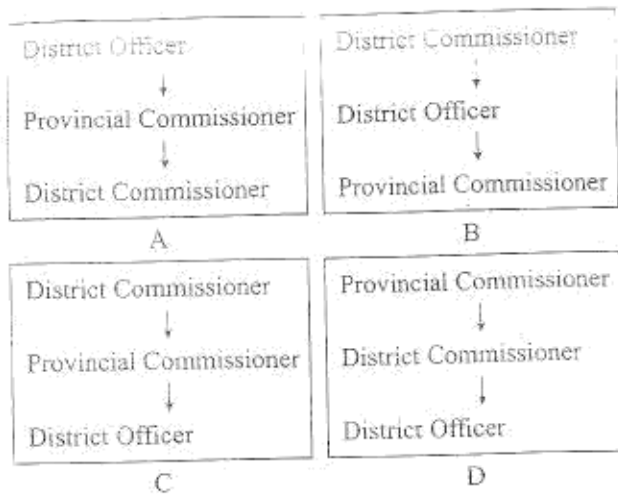 District Officer
Provincial Commissioner
District Commissioner
A
District Commissioner
District Officer
Provincial Commissioner
B
District Commissioner
Provincial Commissioner
District Officer
C
Provincial Commissioner
District Commissioner
District Officer
D